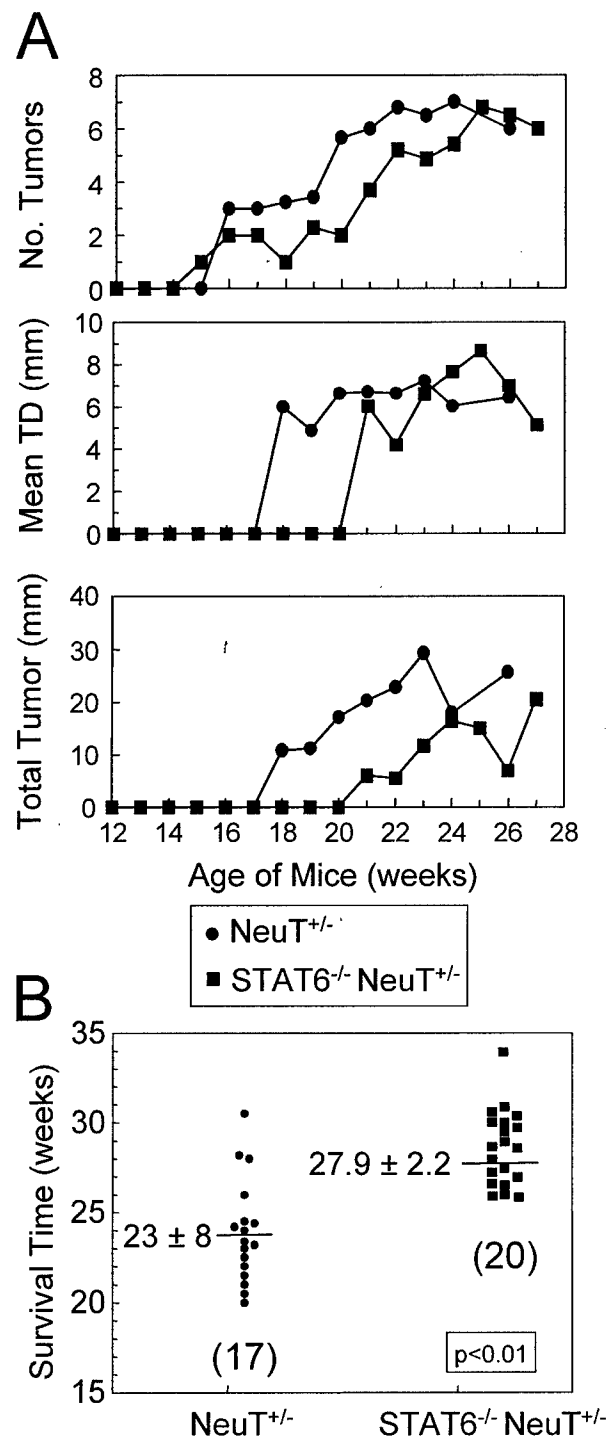 A
No. Tumors
8
6
4
2
0
Mean TD (mm)
10
8
6
4
2
0
Total Tumor (mm)
40
30
20
10
0
12 14 16 18 20 22 24 26 28
Age of Mice (weeks)
● NeuT+/-
■ STAT6-/- NeuT+/-
B
Survival Time (weeks)
35
30
25
20
15
23 ± 8
(17)
27.9 ± 2.2
(20)
p<0.01
NeuT+/-
STAT6-/- NeuT+/-